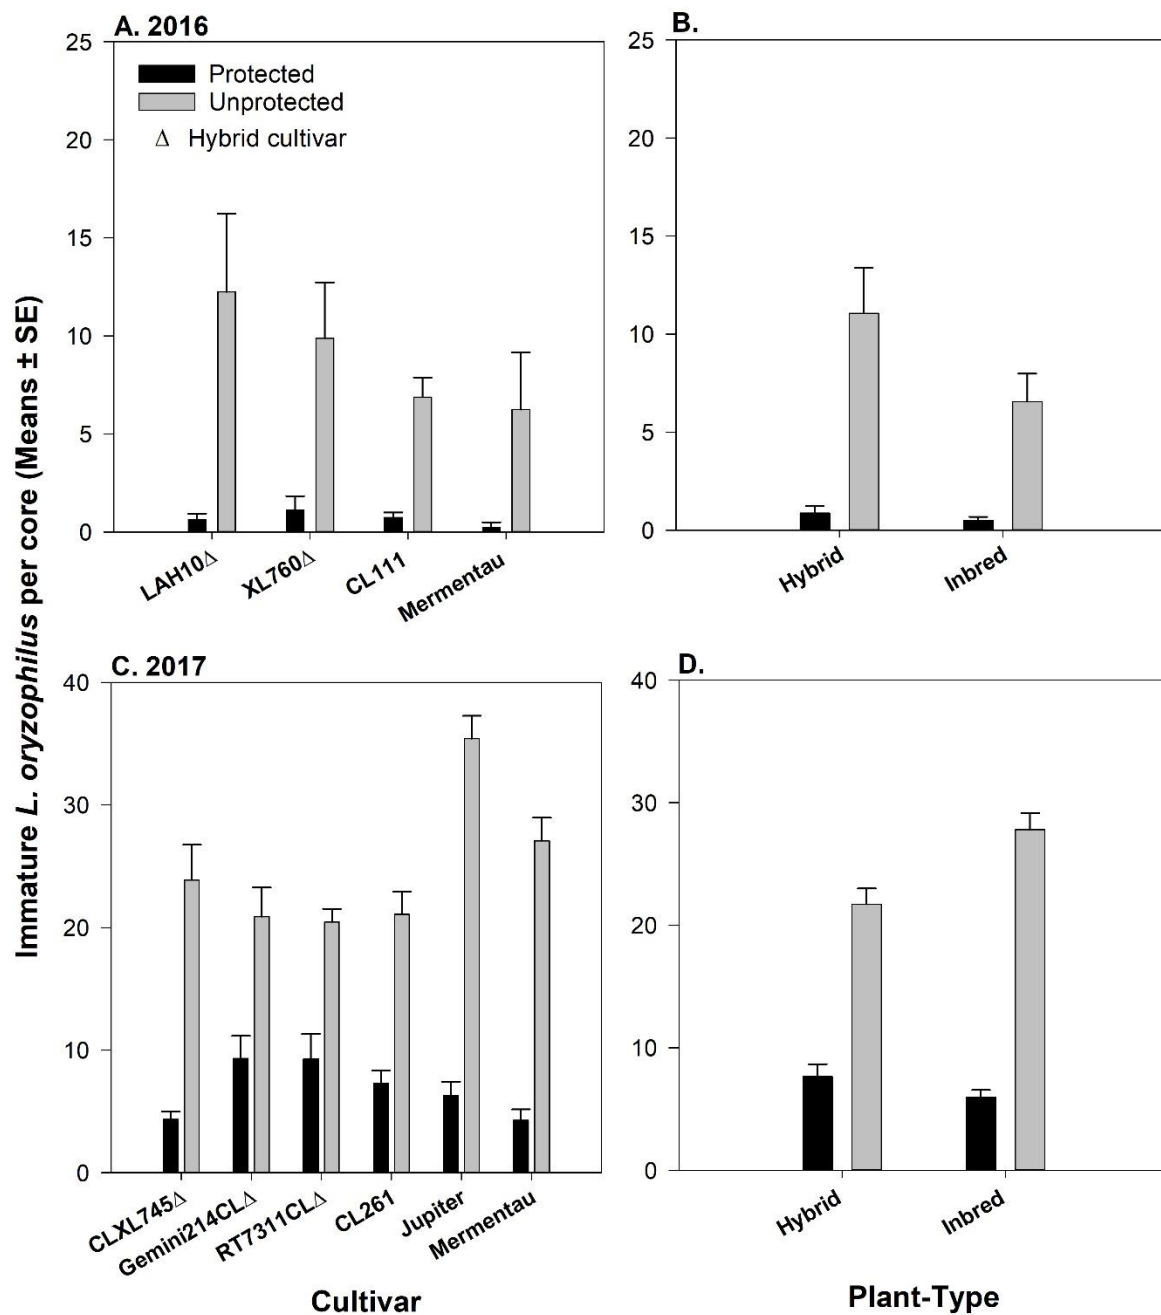 Immature L. oryzophilus per core (Means ± SE)
A. 2016
25
20
15
10
5
0
Protected
Unprotected
Δ Hybrid cultivar
LAH10Δ
XL760Δ
CL111
Mermentau
B.
25
20
15
10
5
0
Hybrid
Inbred
C. 2017
40
30
20
10
0
CLXL745Δ
Gemini214CLΔ
RT7311CLΔ
CL261
Jupiter
Mermentau
Cultivar
D.
40
30
20
10
0
Hybrid
Inbred
Plant-Type